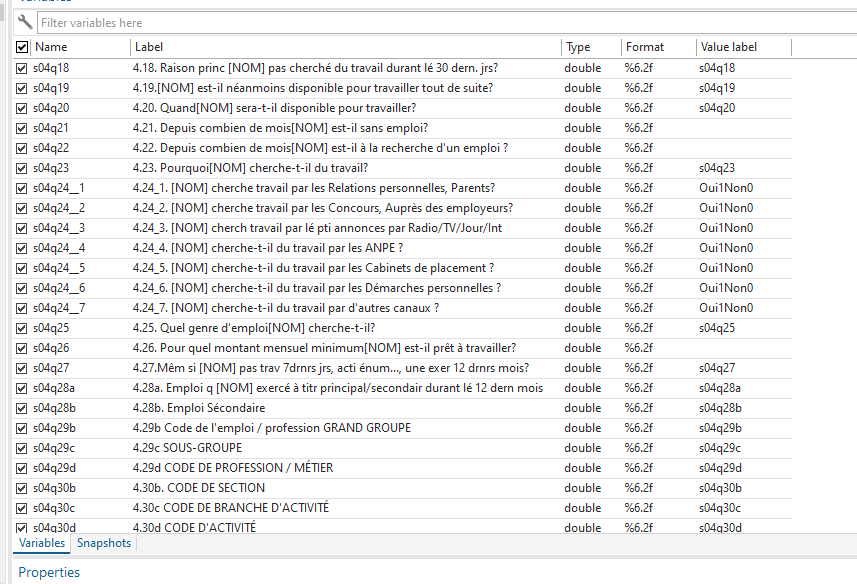 Variables
Filter variables here
Name Label Type Format Value label
s04q18 4.18. Raison princ [NOM] pas cherché du travail durant lé 30 dern. jrs? double %6.2f s04q18
s04q19 4.19.[NOM] est-il néanmoins disponible pour travailler tout de suite? double %6.2f s04q19
s04q20 4.20. Quand[NOM] sera-t-il disponible pour travailler? double %6.2f s04q20
s04q21 4.21. Depuis combien de mois[NOM] est-il sans emploi? double %6.2f
s04q22 4.22. Depuis combien de mois[NOM] est-il à la recherche d'un emploi ? double %6.2f
s04q23 4.23. Pourquoi[NOM] cherche-t-il du travail? double %6.2f s04q23
s04q24__1 4.24_1. [NOM] cherche travail par les Relations personnelles, Parents? double %6.2f Oui1Non0
s04q24__2 4.24_2. [NOM] cherche travail par les Concours, Auprès des employeurs? double %6.2f Oui1Non0
s04q24__3 4.24_3. [NOM] cherch travail par lé pti annonces par Radio/TV/Jour/Int double %6.2f Oui1Non0
s04q24__4 4.24_4. [NOM] cherche-t-il du travail par les ANPE ? double %6.2f Oui1Non0
s04q24__5 4.24_5. [NOM] cherche-t-il du travail par les Cabinets de placement ? double %6.2f Oui1Non0
s04q24__6 4.24_6. [NOM] cherche-t-il du travail par les Démarches personnelles ? double %6.2f Oui1Non0
s04q24__7 4.24_7. [NOM] cherche-t-il du travail par d'autres canaux ? double %6.2f Oui1Non0
s04q25 4.25. Quel genre d'emploi[NOM] cherche-t-il? double %6.2f s04q25
s04q26 4.26. Pour quel montant mensuel minimum[NOM] est-il prêt à travailler? double %6.2f
s04q27 4.27.Mêm si [NOM] pas trav 7drnrs jrs, acti énum..., une exer 12 drnrs mois? double %6.2f s04q27
s04q28a 4.28a. Emploi q [NOM] exercé à titr principal/secondair durant lé 12 dern mois double %6.2f s04q28a
s04q28b 4.28b. Emploi Sécondaire double %6.2f s04q28b
s04q29b 4.29b Code de l'emploi / profession GRAND GROUPE double %6.2f s04q29b
s04q29c 4.29c SOUS-GROUPE double %6.2f s04q29c
s04q29d 4.29d CODE DE PROFESSION / MÉTIER double %6.2f s04q29d
s04q30b 4.30b. CODE DE SECTION double %6.2f s04q30b
s04q30c 4.30c CODE DE BRANCHE D'ACTIVITÉ double %6.2f s04q30c
s04q30d 4.30d CODE D'ACTIVITÉ double %6.2f s04q30d
Variables Snapshots
Properties